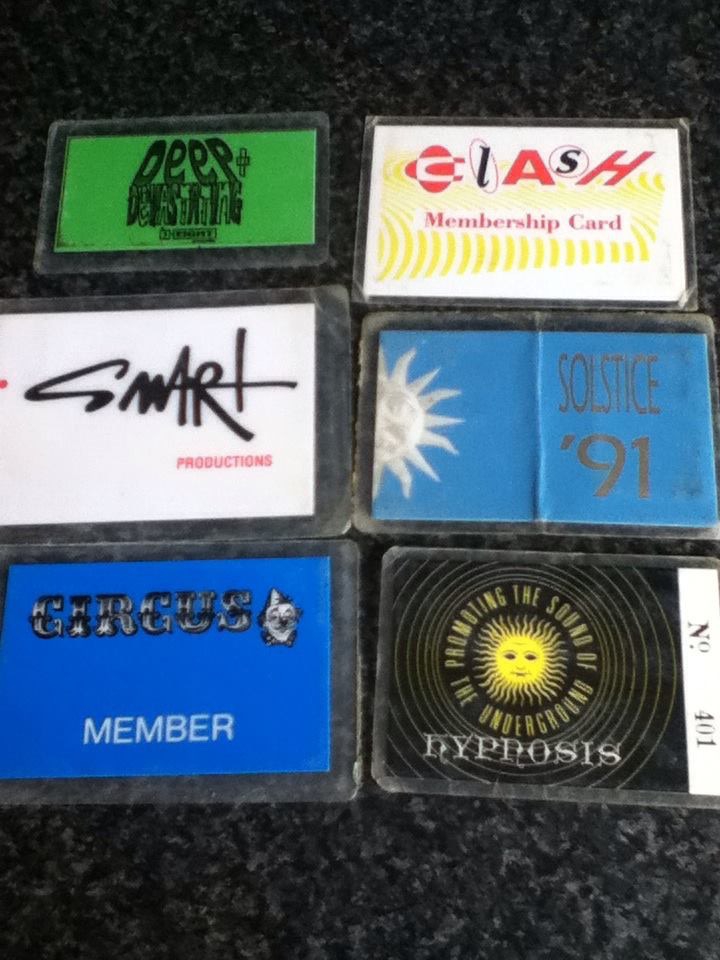 DEEP+
DEVASTATING
CLASH
Membership Card
SMART
PRODUCTIONS
SOLSTICE
'91
CIRCUS
MEMBER
PROMOTING THE SOUND OF
THE UNDERGROUND
HYPNOSIS
Nº 401